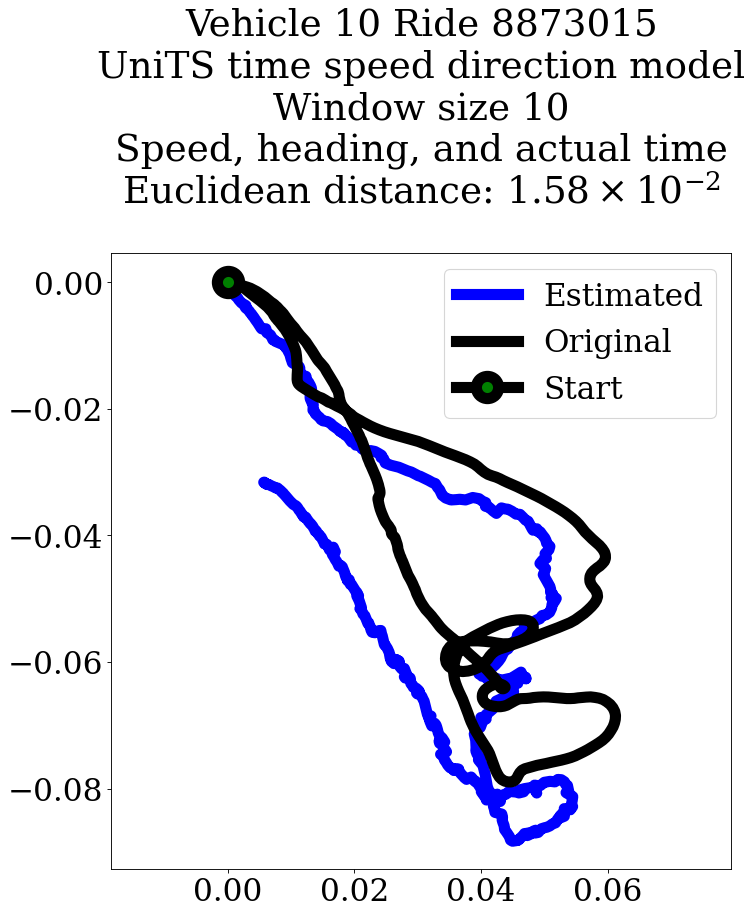 Vehicle 10 Ride 8873015
UniTS time speed direction model
Window size 10
Speed, heading, and actual time
Euclidean distance: 1.58 × 10⁻²
Estimated
Original
Start
0.00
−0.02
−0.04
−0.06
−0.08
0.00 0.02 0.04 0.06